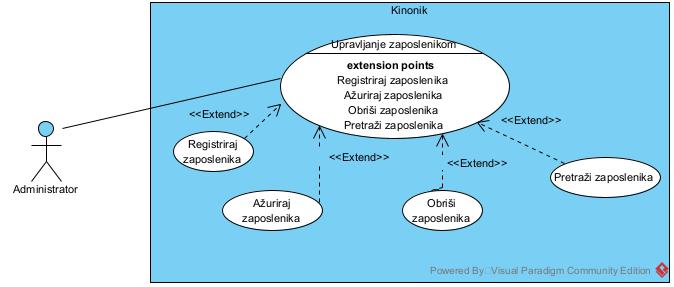 Kinonik
Upravljanje zaposlenikom
extension points
Registriraj zaposlenika
Ažuriraj zaposlenika
Obriši zaposlenika
Pretraži zaposlenika
<<Extend>>
<<Extend>>
<<Extend>>
<<Extend>>
Registriraj
zaposlenika
Pretraži zaposlenika
Administrator
Ažuriraj
zaposlenika
Obriši
zaposlenika
Powered By Visual Paradigm Community Edition